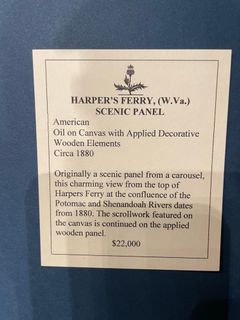 HARPER'S FERRY, (W.Va.)
SCENIC PANEL
American
Oil on Canvas with Applied Decorative
Wooden Elements
Circa 1880
Originally a scenic panel from a carousel,
this charming view from the top of
Harpers Ferry at the confluence of the
Potomac and Shenandoah Rivers dates
from 1880. The scrollwork featured on
the canvas is continued on the applied
wooden panel.
$22,000